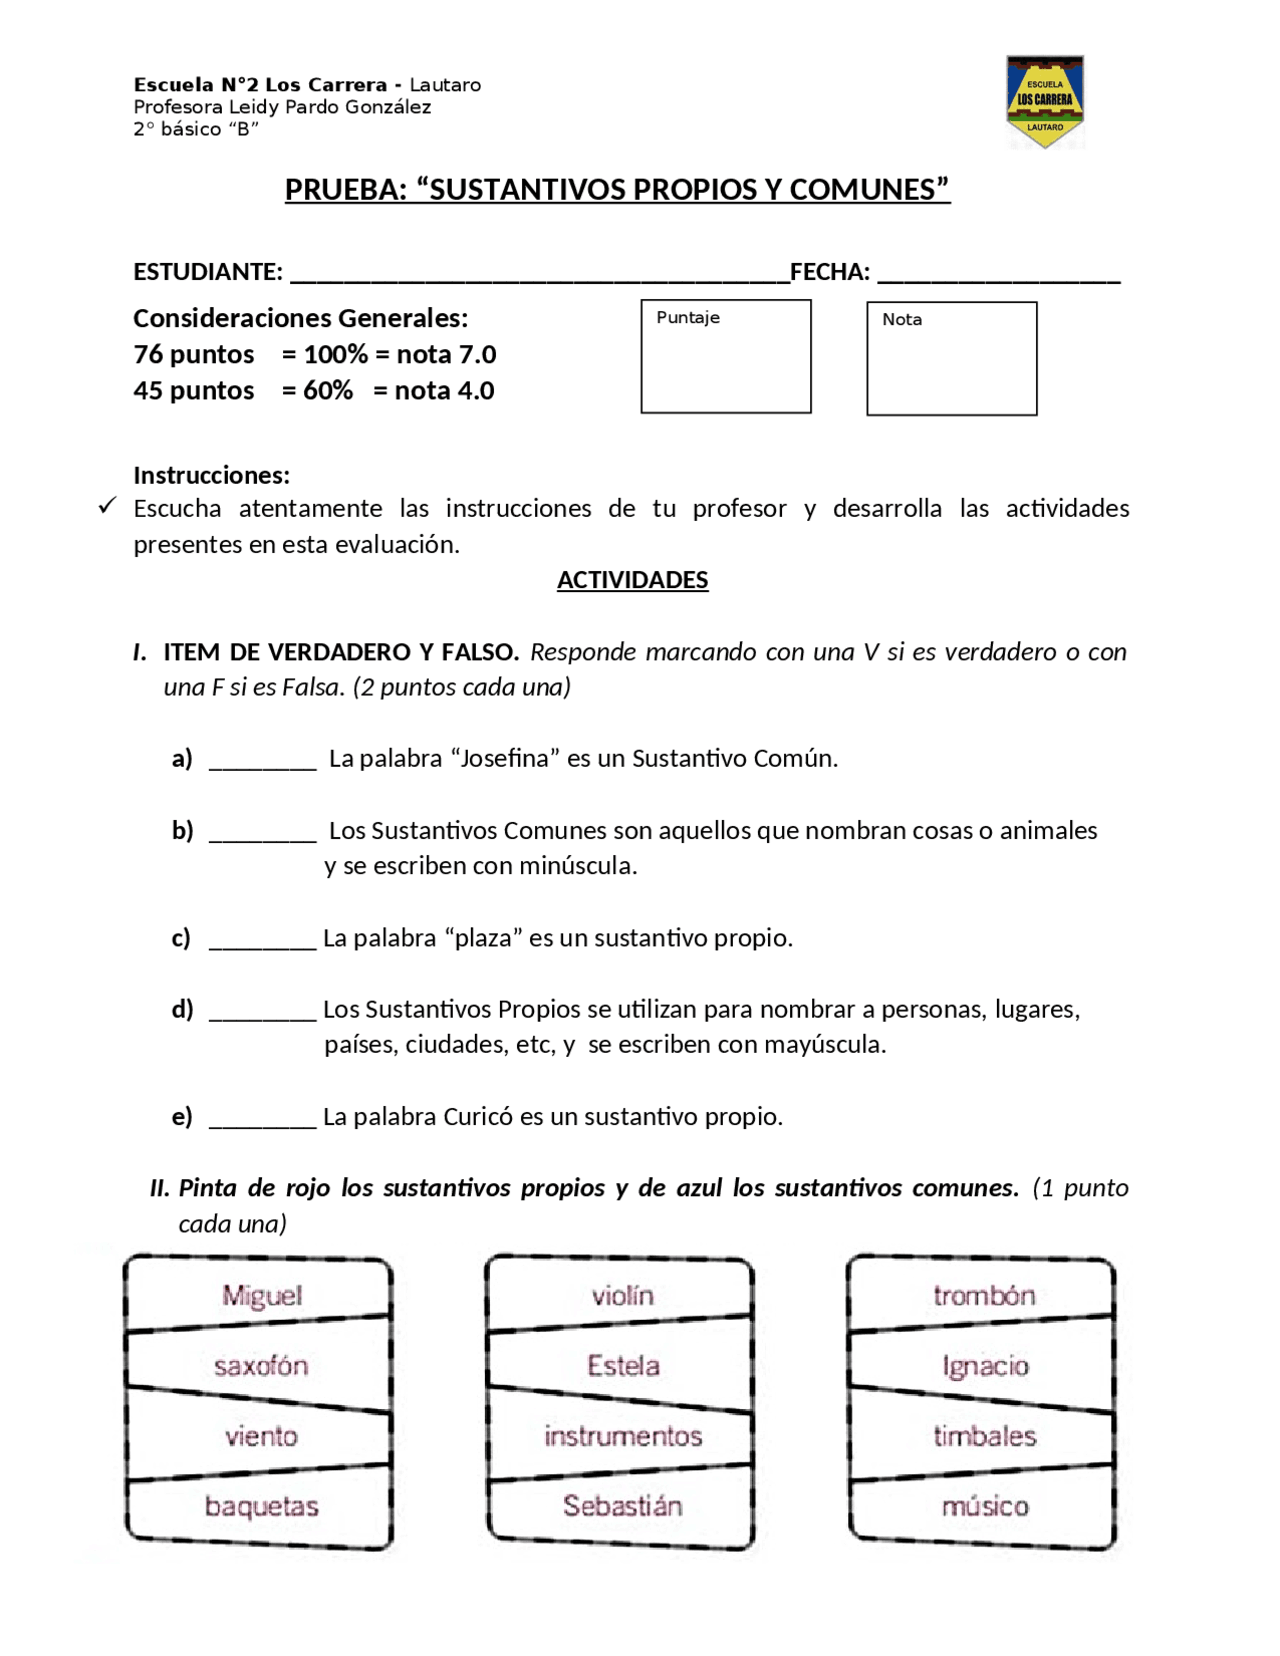 Escuela N°2 Los Carrera - Lautaro
Profesora Leidy Pardo González
2° básico “B”
ESCUELA
LOS CARRERA
LAUTARO
PRUEBA: “SUSTANTIVOS PROPIOS Y COMUNES”
ESTUDIANTE: _____________________________________FECHA: __________________
Consideraciones Generales:
76 puntos = 100% = nota 7.0
45 puntos = 60% = nota 4.0
Puntaje
Nota
Instrucciones:
✓ Escucha atentamente las instrucciones de tu profesor y desarrolla las actividades
presentes en esta evaluación.
ACTIVIDADES
I. ITEM DE VERDADERO Y FALSO. Responde marcando con una V si es verdadero o con
una F si es Falsa. (2 puntos cada una)
a) ________ La palabra “Josefina” es un Sustantivo Común.
b) ________ Los Sustantivos Comunes son aquellos que nombran cosas o animales
y se escriben con minúscula.
c) ________ La palabra “plaza” es un sustantivo propio.
d) ________ Los Sustantivos Propios se utilizan para nombrar a personas, lugares,
países, ciudades, etc, y se escriben con mayúscula.
e) ________ La palabra Curicó es un sustantivo propio.
II. Pinta de rojo los sustantivos propios y de azul los sustantivos comunes. (1 punto
cada una)
Miguel
saxofón
viento
baquetas
violín
Estela
instrumentos
Sebastián
trombón
Ignacio
timbales
músico